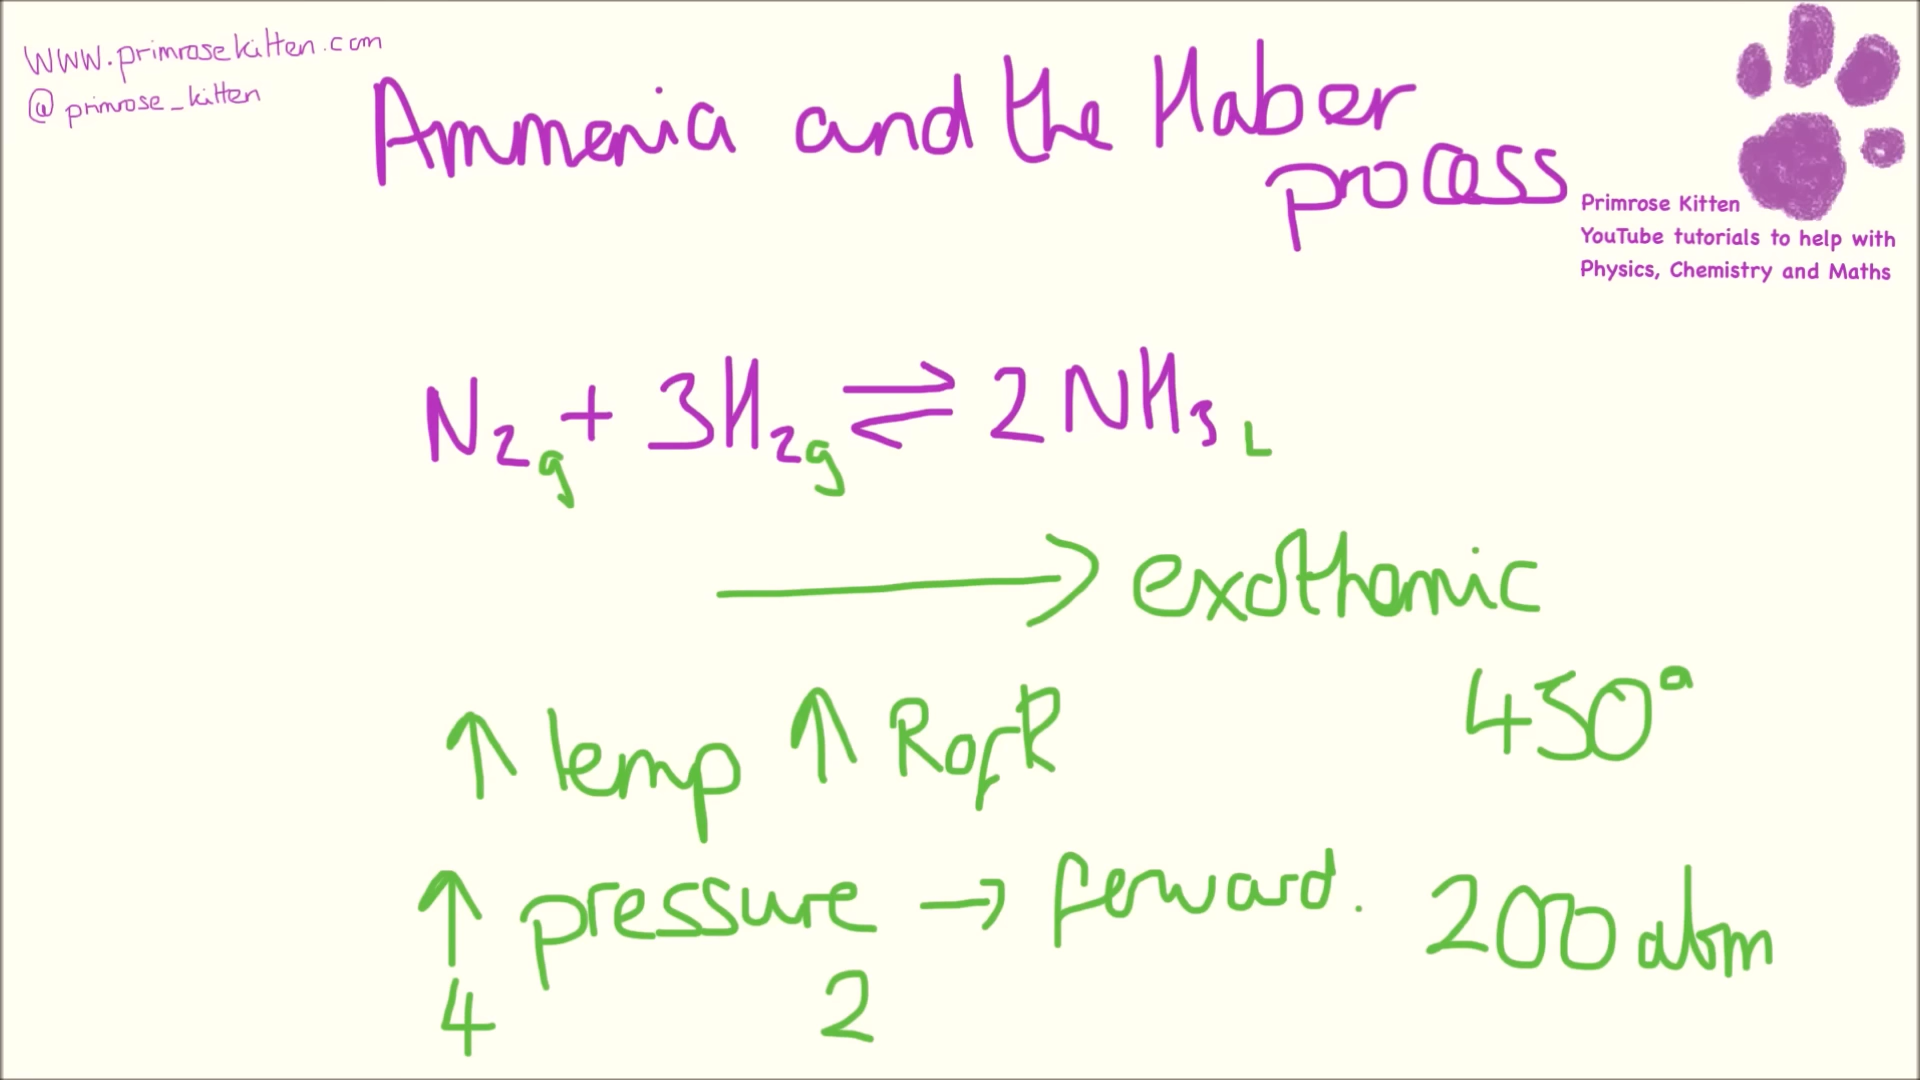 www.primrosekitten.com
@primrose_kitten
Ammonia and the Haber
process
Primrose Kitten
YouTube tutorials to help with
Physics, Chemistry and Maths
N2g + 3H2g ⇌ 2NH3 L
→ exothermic
↑ temp ↑ RofR 450°
↑ pressure → forward. 200 atm
4 2